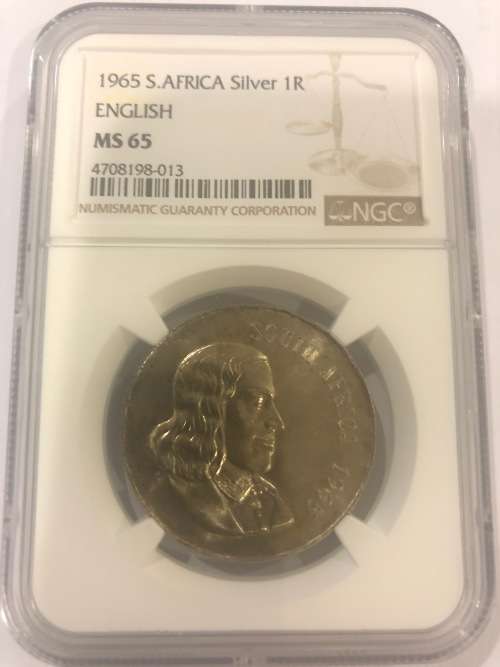 1965 S.AFRICA Silver 1R
ENGLISH
MS 65
4708198-013
NUMISMATIC GUARANTY CORPORATION
NGC®
SOUTH AFRICA 1965